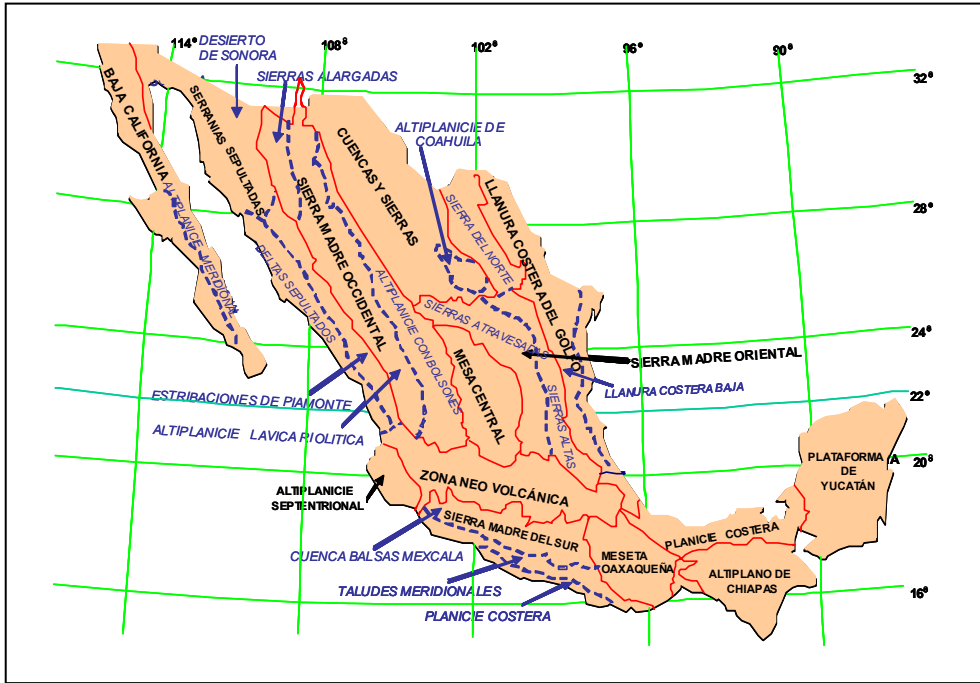 114°
108°
102°
96°
90°
32°
28°
24°
22°
20°
16°
DESIERTO
DE SONORA
SIERRAS ALARGADAS
BAJA CALIFORNIA
SERRANIAS SEPULTADAS
ALTIPLANICIE DE
COAHUILA
CUENCAS Y SIERRAS
LLANURA COSTERA DEL GOLFO
SIERRA DEL NORTE
SIERRA MADRE OCCIDENTAL
ALTIPLANICE MERDIONA
DELTAS SEPULTADOS
ALTIPLANICIE CON BOLSONES
SIERRAS ATRAVESADAS
MESA CENTRAL
SIERRA MADRE ORIENTAL
LLANURA COSTERA BAJA
SIERRAS ALTAS
ESTRIBACIONES DE PIAMONTE
ALTIPLANICIE LAVICA PIOLITICA
PLATAFORMA
DE
YUCATÁN
A
ZONA NEO VOLCÁNICA
ALTIPLANICIE
SEPTENTRIONAL
SIERRA MADRE DEL SUR
PLANICIE COSTERA
MESETA
OAXAQUEÑA
CUENCA BALSAS MEXCALA
ALTIPLANO DE
CHIAPAS
TALUDES MERIDIONALES
PLANICIE COSTERA